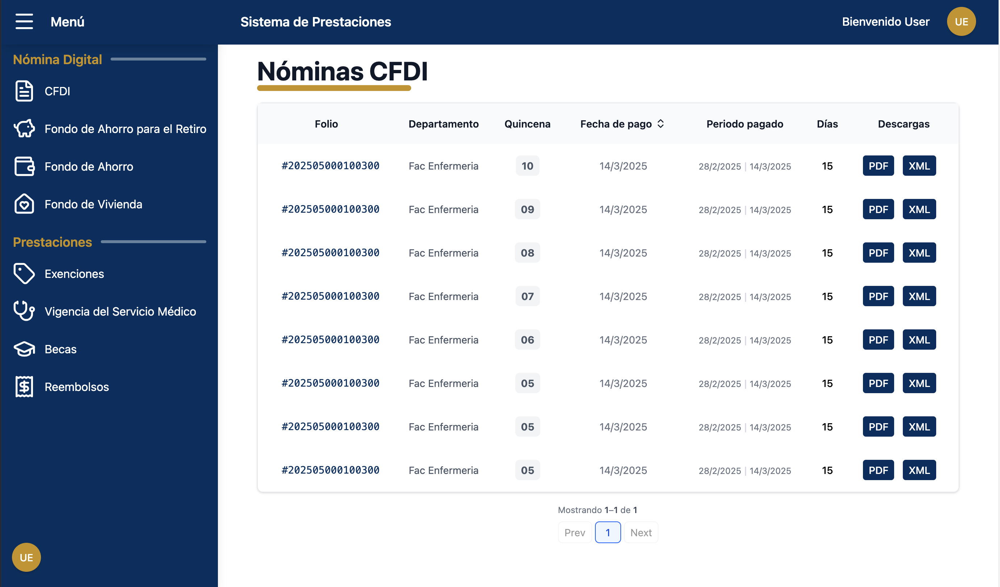 Menú
Sistema de Prestaciones
Bienvenido User
UE
Nómina Digital
CFDI
Fondo de Ahorro para el Retiro
Fondo de Ahorro
Fondo de Vivienda
Prestaciones
Exenciones
Vigencia del Servicio Médico
Becas
Reembolsos
UE
Nóminas CFDI
Folio Departamento Quincena Fecha de pago Periodo pagado Días Descargas
#202505000100300 Fac Enfermeria 10 14/3/2025 28/2/2025 | 14/3/2025 15 PDF XML
#202505000100300 Fac Enfermeria 09 14/3/2025 28/2/2025 | 14/3/2025 15 PDF XML
#202505000100300 Fac Enfermeria 08 14/3/2025 28/2/2025 | 14/3/2025 15 PDF XML
#202505000100300 Fac Enfermeria 07 14/3/2025 28/2/2025 | 14/3/2025 15 PDF XML
#202505000100300 Fac Enfermeria 06 14/3/2025 28/2/2025 | 14/3/2025 15 PDF XML
#202505000100300 Fac Enfermeria 05 14/3/2025 28/2/2025 | 14/3/2025 15 PDF XML
#202505000100300 Fac Enfermeria 05 14/3/2025 28/2/2025 | 14/3/2025 15 PDF XML
#202505000100300 Fac Enfermeria 05 14/3/2025 28/2/2025 | 14/3/2025 15 PDF XML
Mostrando 1–1 de 1
Prev 1 Next